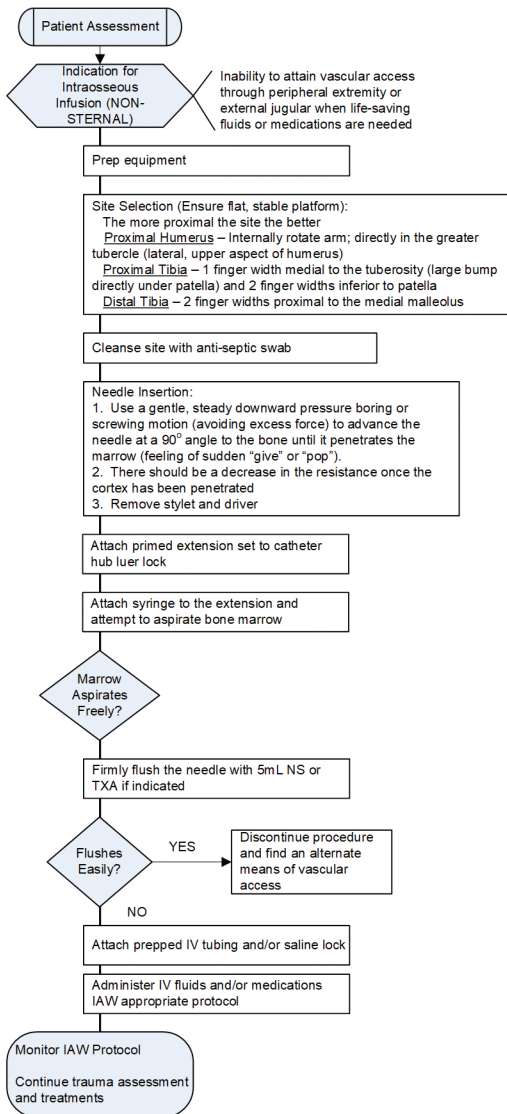 Patient Assessment
Indication for
Intraosseous
Infusion (NON-
STERNAL)
Inability to attain vascular access
through peripheral extremity or
external jugular when life-saving
fluids or medications are needed
Prep equipment
Site Selection (Ensure flat, stable platform):
The more proximal the site the better
Proximal Humerus – Internally rotate arm; directly in the greater
tubercle (lateral, upper aspect of humerus)
Proximal Tibia – 1 finger width medial to the tuberosity (large bump
directly under patella) and 2 finger widths inferior to patella
Distal Tibia – 2 finger widths proximal to the medial malleolus
Cleanse site with anti-septic swab
Needle Insertion:
1. Use a gentle, steady downward pressure boring or
screwing motion (avoiding excess force) to advance the
needle at a 90° angle to the bone until it penetrates the
marrow (feeling of sudden “give” or “pop”).
2. There should be a decrease in the resistance once the
cortex has been penetrated
3. Remove stylet and driver
Attach primed extension set to catheter
hub luer lock
Attach syringe to the extension and
attempt to aspirate bone marrow
Marrow
Aspirates
Freely?
Firmly flush the needle with 5mL NS or
TXA if indicated
Flushes
Easily?
YES
Discontinue procedure
and find an alternate
means of vascular
access
NO
Attach prepped IV tubing and/or saline lock
Administer IV fluids and/or medications
IAW appropriate protocol
Monitor IAW Protocol
Continue trauma assessment
and treatments